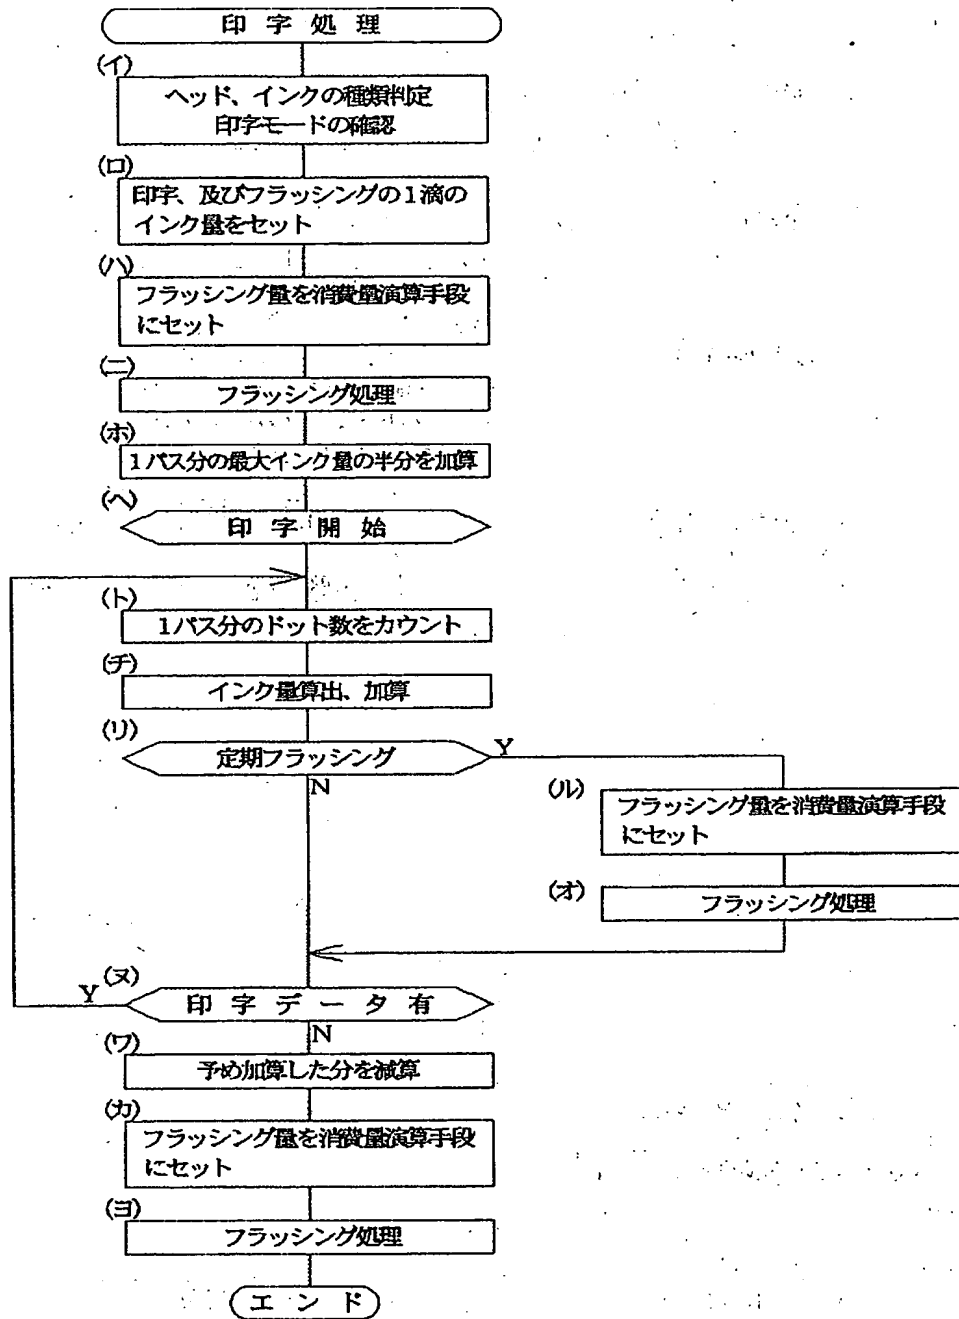 印字処理
(イ)
ヘッド、インクの種類判定
印字モードの確認
(ロ)
印字、及びフラッシングの1滴の
インク量をセット
(ハ)
フラッシング量を消費量演算手段
にセット
(ニ)
フラッシング処理
(ホ)
1パス分の最大インク量の半分を加算
(ヘ)
印字開始
(ト)
1パス分のドット数をカウント
(チ)
インク量算出、加算
(リ)
定期フラッシング
Y
N
(ル)
フラッシング量を消費量演算手段
にセット
(オ)
フラッシング処理
(ヌ)
Y
印字データ有
N
(ワ)
予め加算した分を減算
(カ)
フラッシング量を消費量演算手段
にセット
(ヨ)
フラッシング処理
エンド